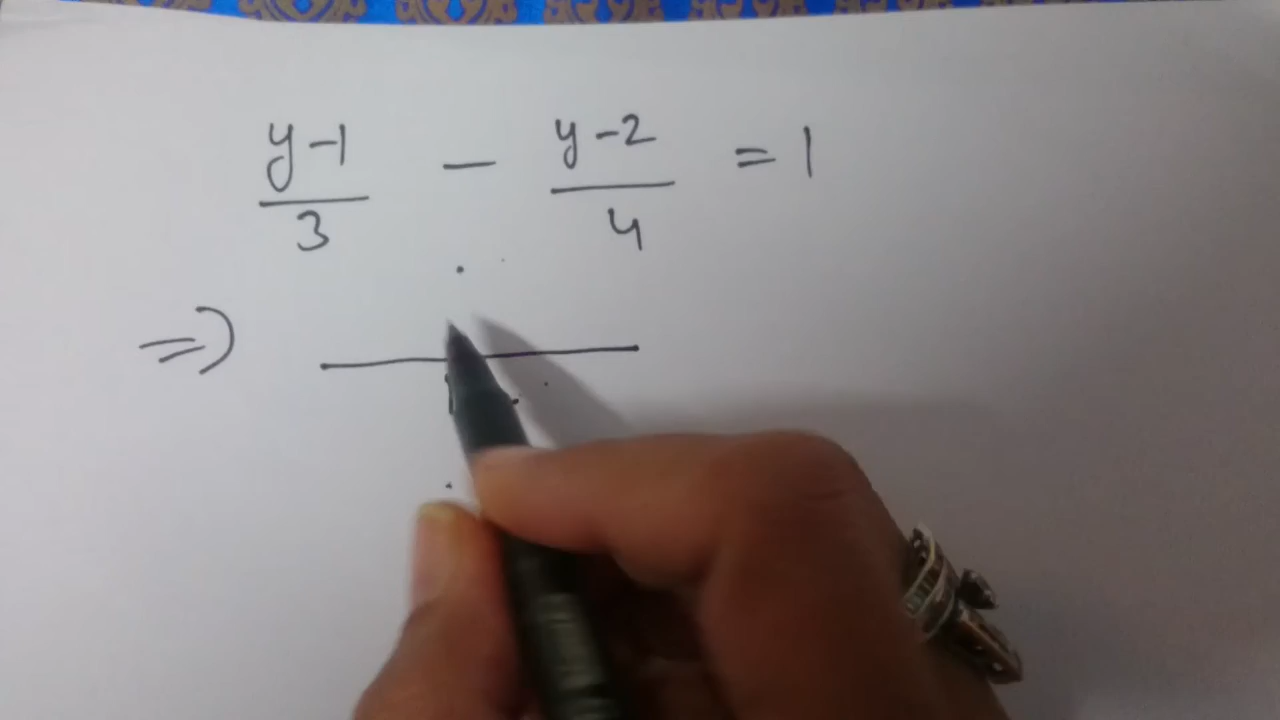 y-1/3 - y-2/4 = 1
=>